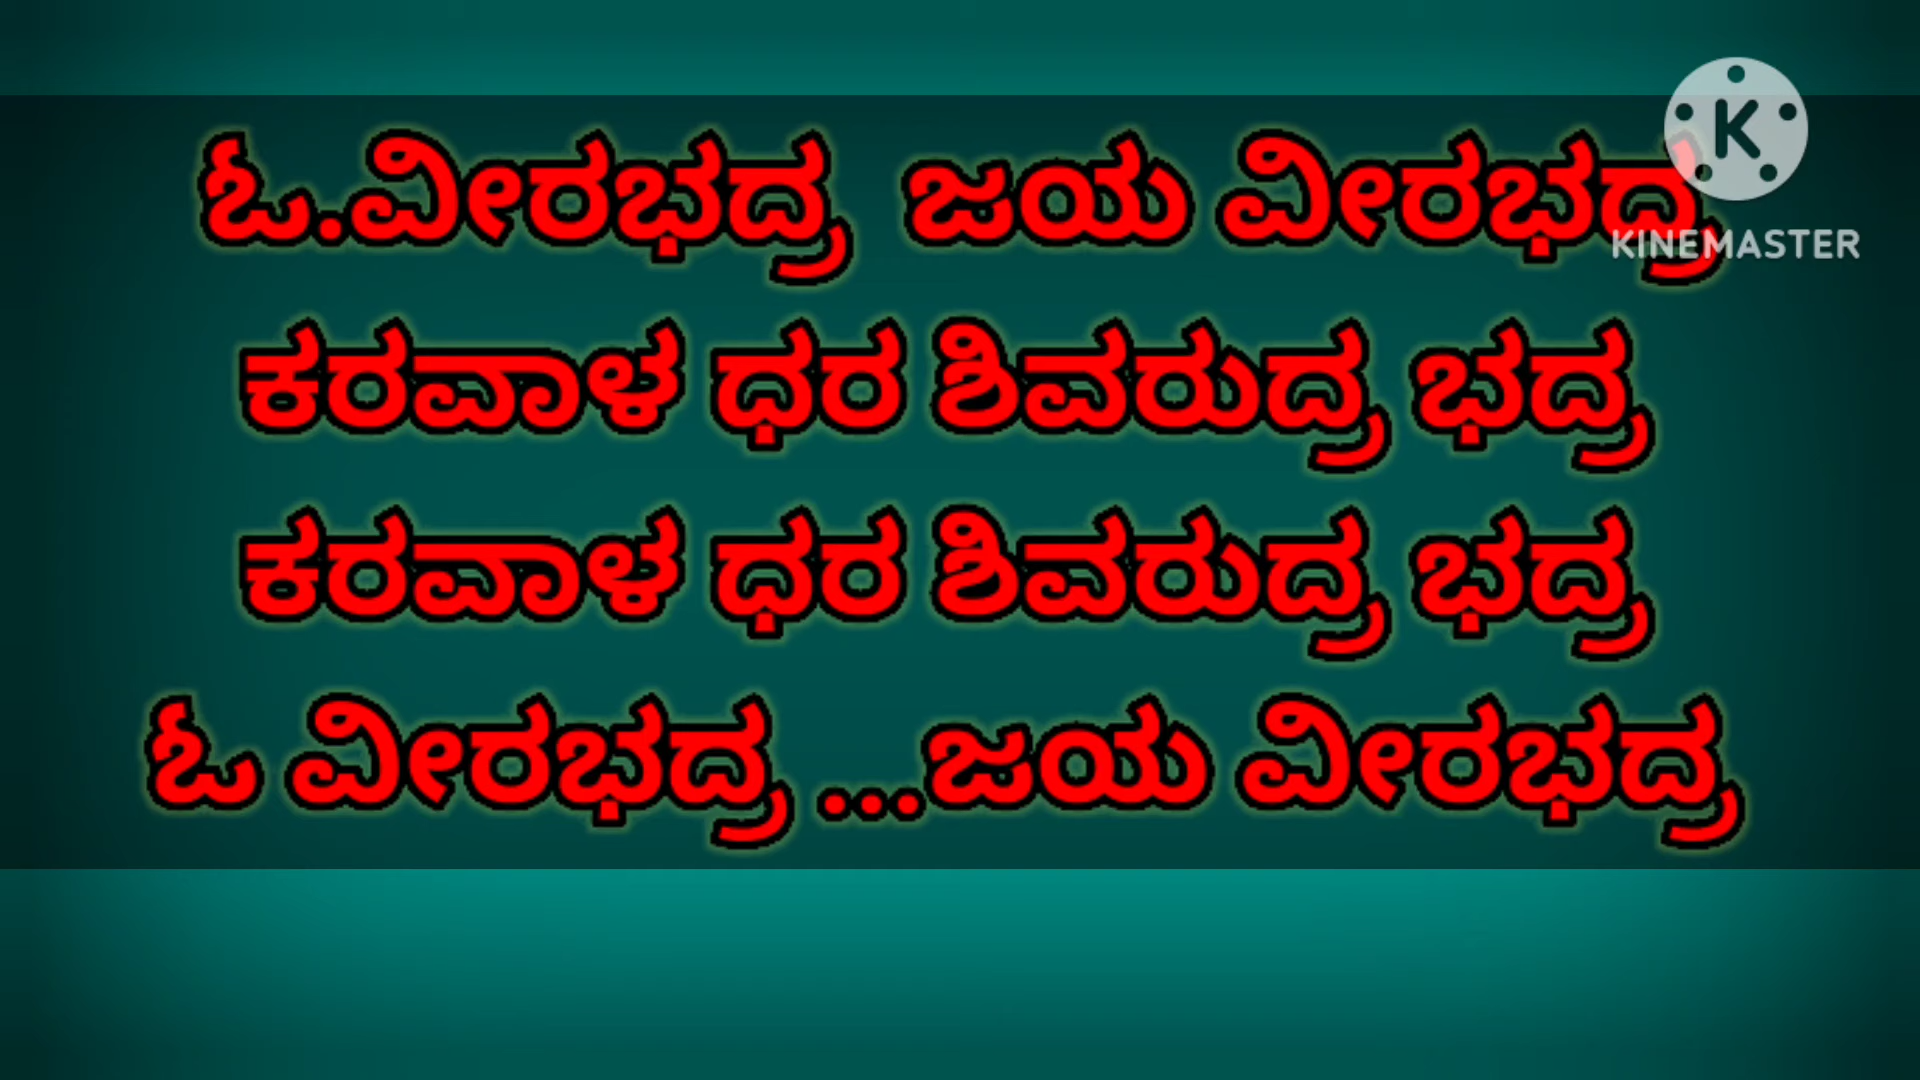 ಓ.ವೀರಭದ್ರ ಜಯ ವೀರಭದ್ರ
ಕರವಾಳ ಧರ ಶಿವರುದ್ರ ಭದ್ರ
ಕರವಾಳ ಧರ ಶಿವರುದ್ರ ಭದ್ರ
ಓ ವೀರಭದ್ರ ...ಜಯ ವೀರಭದ್ರ
K
KINEMASTER